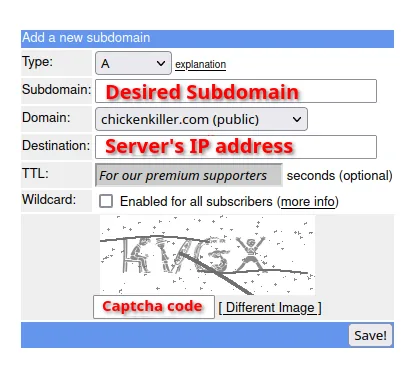 Add a new subdomain
Type: A explanation
Subdomain: Desired Subdomain
Domain: chickenkiller.com (public)
Destination: Server's IP address
TTL: For our premium supporters seconds (optional)
Wildcard: Enabled for all subscribers (more info)
Captcha code [ Different Image ]
Save!